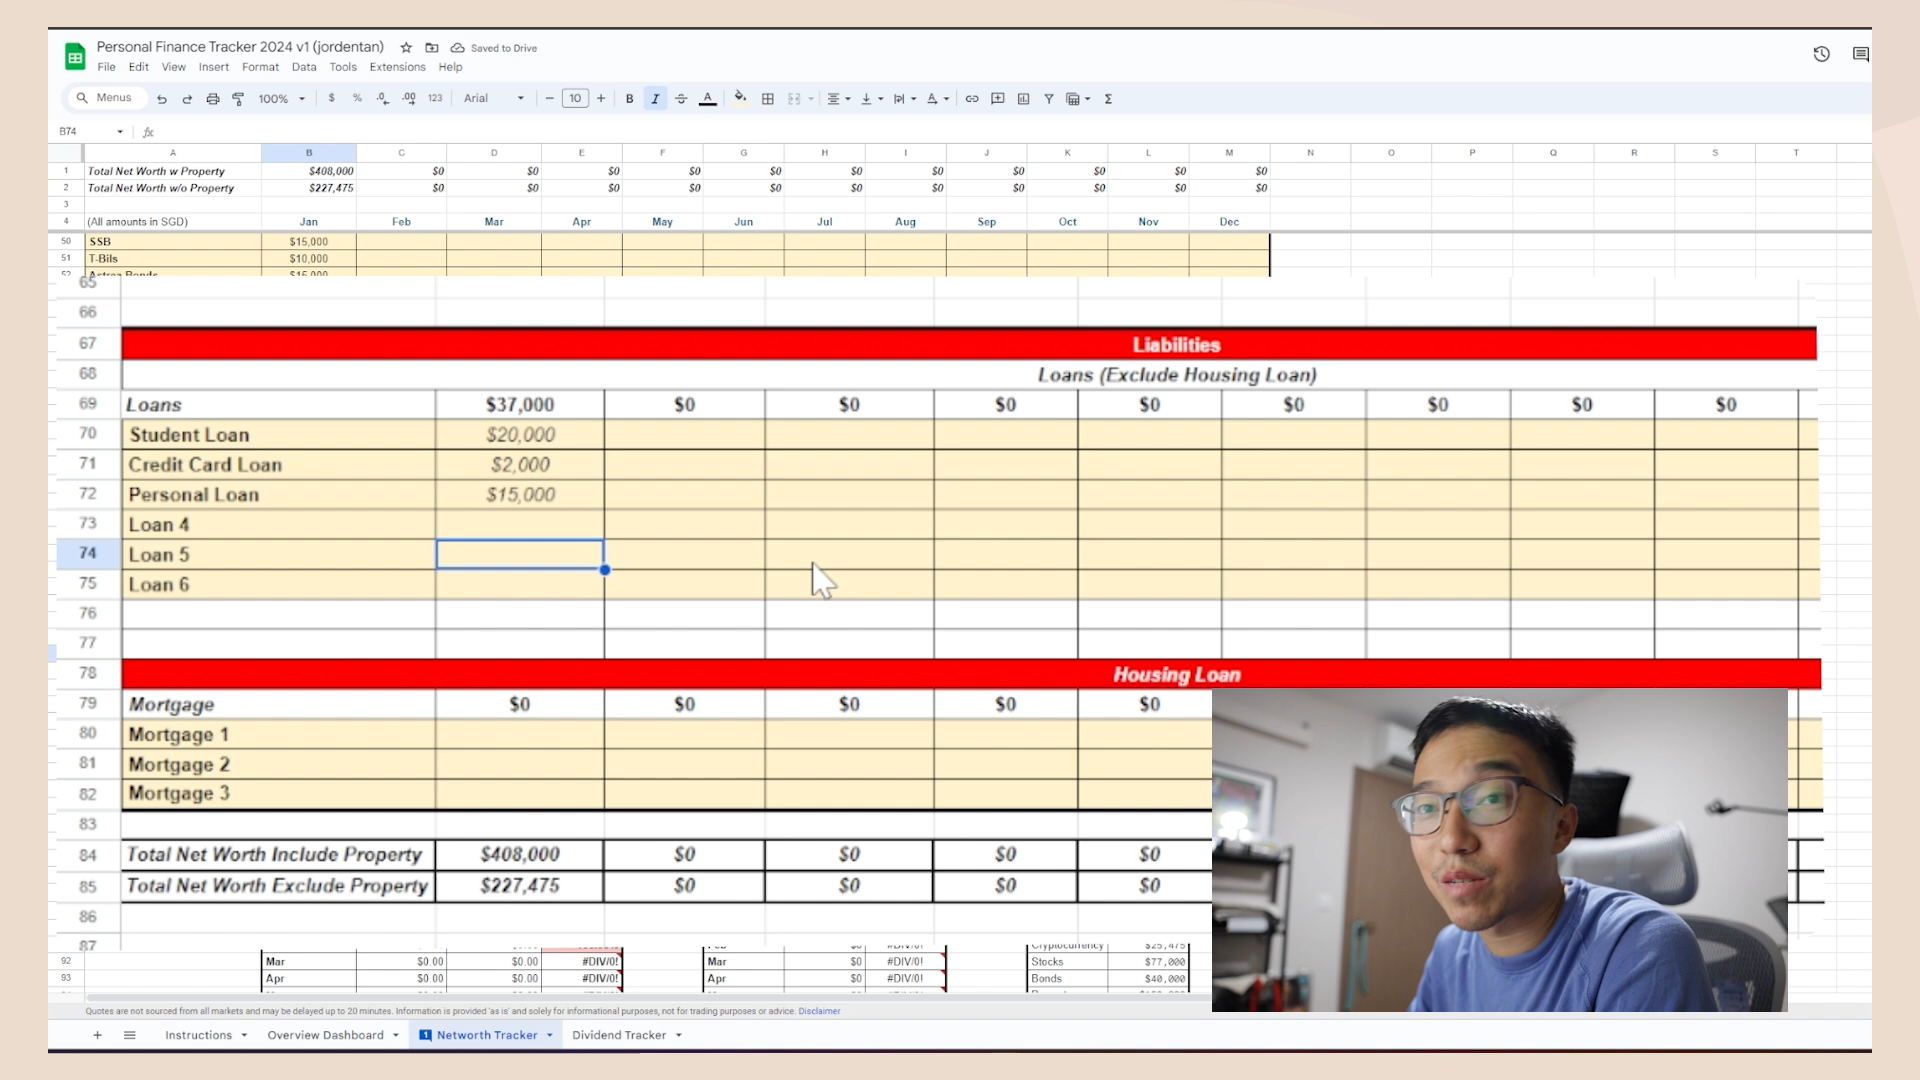 Personal Finance Tracker 2024 v1 (jordentan) Saved to Drive
File Edit View Insert Format Data Tools Extensions Help
Menus 100% $ % .0 .00 123 Arial 10 B I A Σ
B74 fx
A B C D E F G H I J K L M N O P Q R S T
1 Total Net Worth w Property $408,000 $0 $0 $0 $0 $0 $0 $0 $0 $0 $0 $0
2 Total Net Worth w/o Property $227,475 $0 $0 $0 $0 $0 $0 $0 $0 $0 $0 $0
3
4 (All amounts in SGD) Jan Feb Mar Apr May Jun Jul Aug Sep Oct Nov Dec
50 SSB $15,000
51 T-Bils $10,000
52 Astrea Bonds $15,000
65
66
67 Liabilities
68 Loans (Exclude Housing Loan)
69 Loans $37,000 $0 $0 $0 $0 $0 $0 $0 $0
70 Student Loan $20,000
71 Credit Card Loan $2,000
72 Personal Loan $15,000
73 Loan 4
74 Loan 5
75 Loan 6
76
77
78 Housing Loan
79 Mortgage $0 $0 $0 $0 $0
80 Mortgage 1
81 Mortgage 2
82 Mortgage 3
83
84 Total Net Worth Include Property $408,000 $0 $0 $0 $0
85 Total Net Worth Exclude Property $227,475 $0 $0 $0 $0
86
87 Cryptocurrency $25,475
92 Mar $0.00 $0.00 #DIV/0! Mar $0 #DIV/0! Stocks $77,000
93 Apr $0.00 $0.00 #DIV/0! Apr $0 #DIV/0! Bonds $40,000
Quotes are not sourced from all markets and may be delayed up to 20 minutes. Information is provided 'as is' and solely for informational purposes, not for trading purposes or advice. Disclaimer
+ Instructions Overview Dashboard 1 Networth Tracker Dividend Tracker